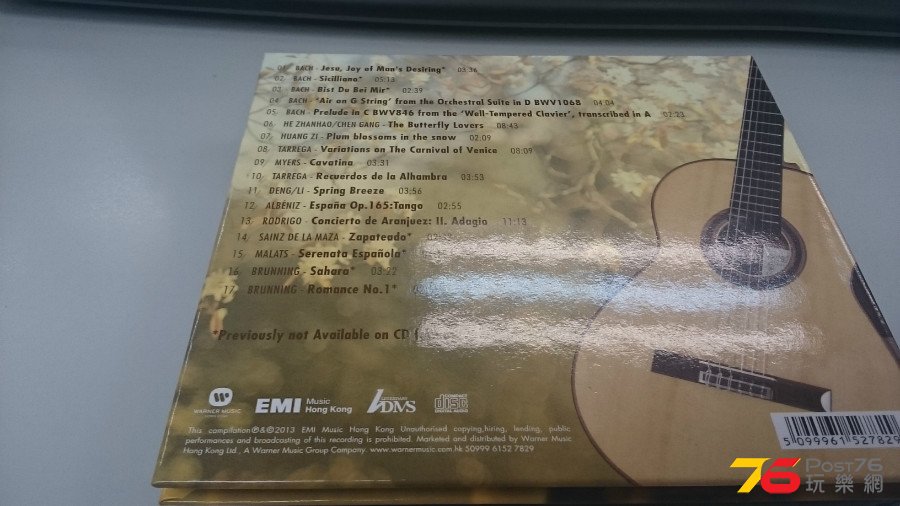 01 BACH - Jesu, Joy of Man's Desiring* 03:36
02 BACH - Sicilliano* 05:13
03 BACH - Bist Du Bei Mir* 02:39
04 BACH - 'Air on G String' from the Orchestral Suite in D BWV1068 04:04
05 BACH - Prelude in C BWV846 from the 'Well-Tempered Clavier', transcribed in A 02:23
06 HE ZHANHAO/CHEN GANG - The Butterfly Lovers 08:43
07 HUANG ZI - Plum blossoms in the snow 02:09
08 TARREGA - Variations on The Carnival of Venice 08:09
09 MYERS - Cavatina 03:31
10 TARREGA - Recuerdos de la Alhambra 03:53
11 DENG/LI - Spring Breeze 03:56
12 ALBÉNIZ - España Op.165:Tango 02:55
13 RODRIGO - Concierto de Aranjuez: II. Adagio 11:13
14 SAINZ DE LA MAZA - Zapateado*
15 MALATS - Serenata Española*
16 BRUNNING - Sahara* 03:22
17 BRUNNING - Romance No.1*
*Previously not Available on CD
WARNER MUSIC
EMI Music Hong Kong
DMS
COMPACT disc DIGITAL AUDIO
This compilation℗&©2013 EMI Music Hong Kong Unauthorised copying,hiring, lending, public
performances and broadcasting of this recording is prohibited. Marketed and distributed by Warner Music
Hong Kong Ltd., A Warner Music Group Company. www.warnermusic.com.hk 50999 6152 7829
5 099961 527829
76 Post76
玩樂網